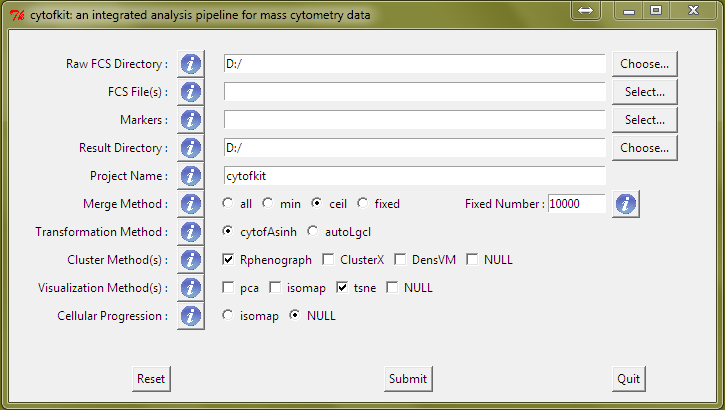 cytofkit: an integrated analysis pipeline for mass cytometry data
Raw FCS Directory : i D:/ Choose...
FCS File(s) : i Select...
Markers : i Select...
Result Directory : i D:/ Choose...
Project Name : i cytofkit
Merge Method : i all min ceil fixed Fixed Number : 10000 i
Transformation Method : i cytofAsinh autoLgcl
Cluster Method(s) : i Rphenograph ClusterX DensVM NULL
Visualization Method(s) : i pca isomap tsne NULL
Cellular Progression : i isomap NULL
Reset Submit Quit